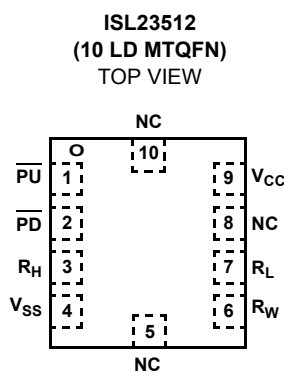 ISL23512
(10 LD MTQFN)
TOP VIEW
NC
O
10
PU 1 9 VCC
PD 2 8 NC
RH 3 7 RL
VSS 4 6 RW
5
NC